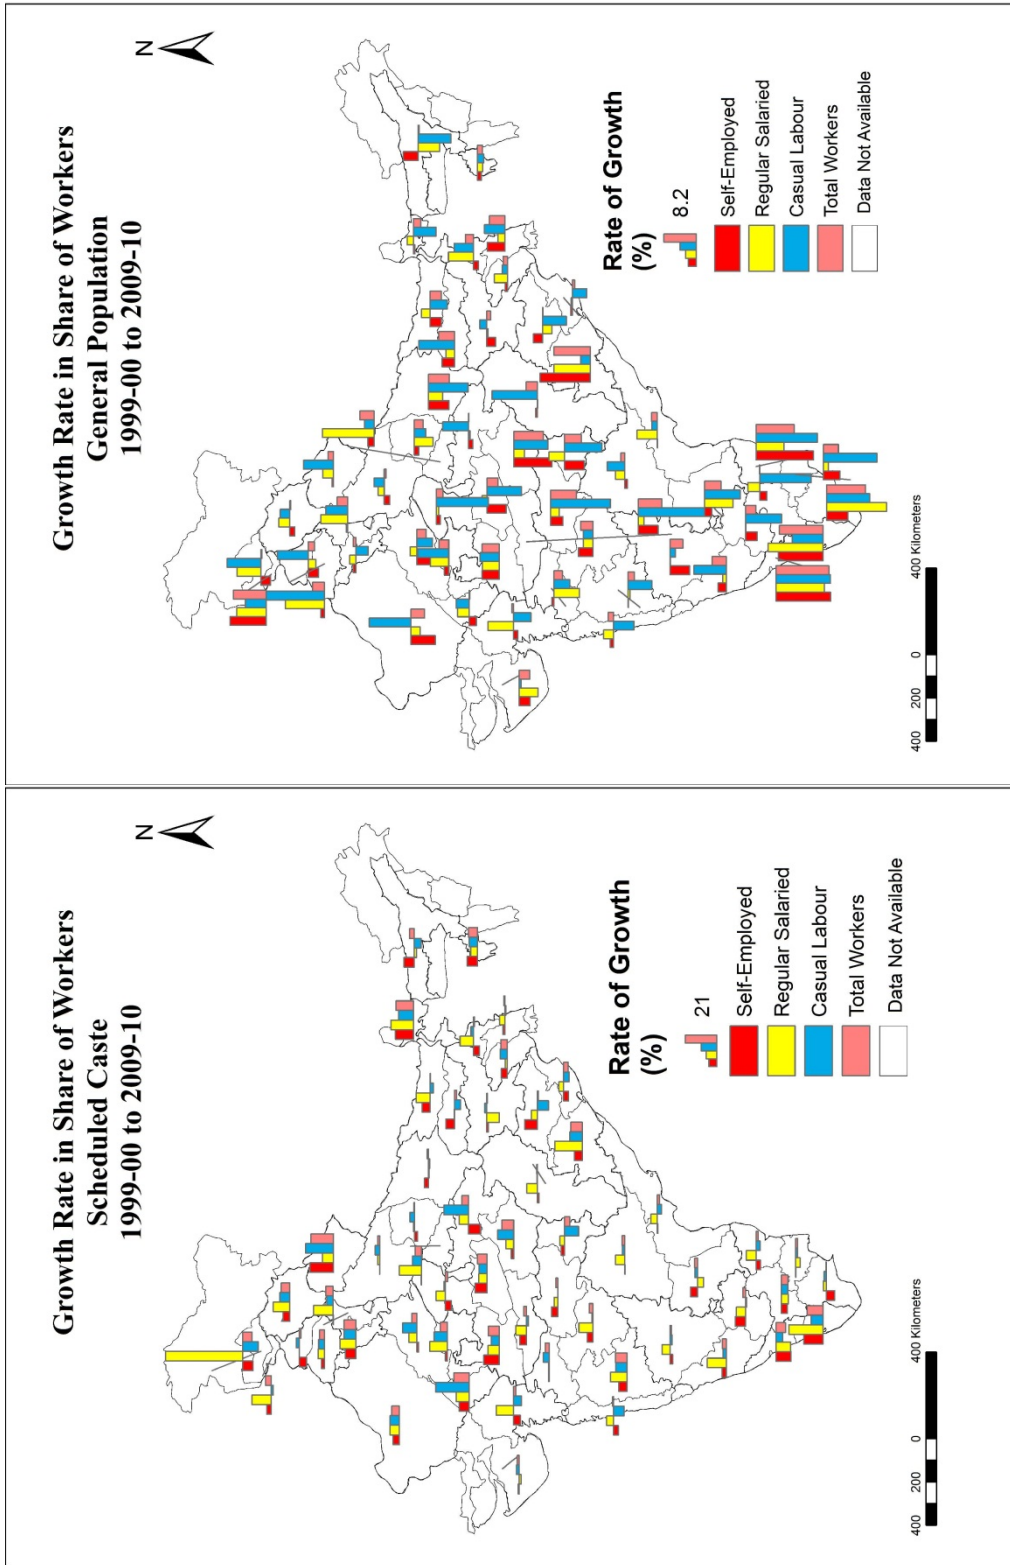 Growth Rate in Share of Workers
General Population
1999-00 to 2009-10
N
Rate of Growth
(%)
8.2
Self-Employed
Regular Salaried
Casual Labour
Total Workers
Data Not Available
400 200 0 400 Kilometers
Growth Rate in Share of Workers
Scheduled Caste
1999-00 to 2009-10
N
Rate of Growth
(%)
21
Self-Employed
Regular Salaried
Casual Labour
Total Workers
Data Not Available
400 200 0 400 Kilometers